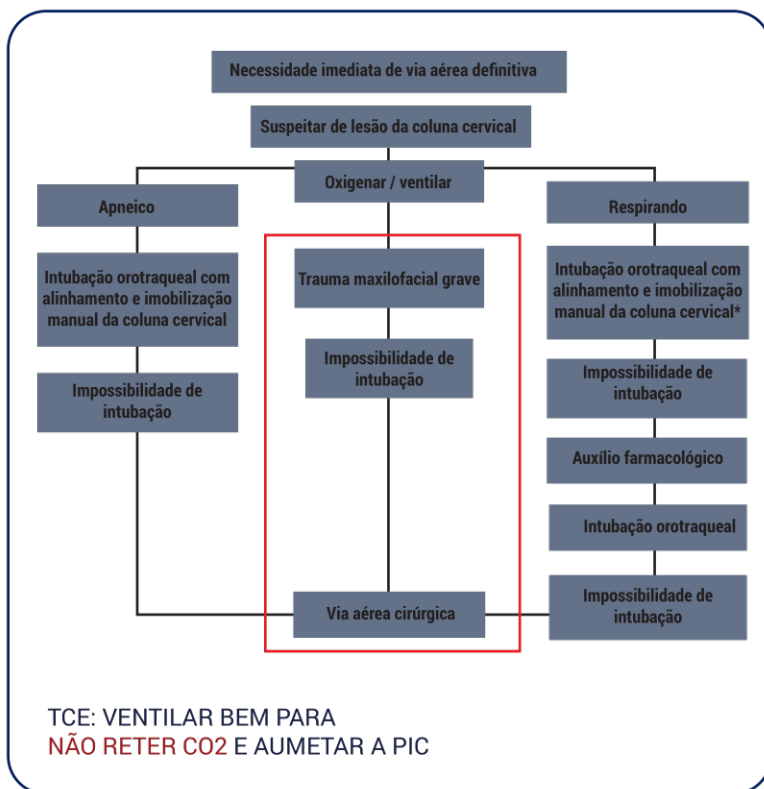 Necessidade imediata de via aérea definitiva
Suspeitar de lesão da coluna cervical
Oxigenar / ventilar
Apneico
Intubação orotraqueal com
alinhamento e imobilização
manual da coluna cervical
Impossibilidade de
intubação
Trauma maxilofacial grave
Impossibilidade de
intubação
Via aérea cirúrgica
Respirando
Intubação orotraqueal com
alinhamento e imobilização
manual da coluna cervical*
Impossibilidade de
intubação
Auxílio farmacológico
Intubação orotraqueal
Impossibilidade de
intubação
TCE: VENTILAR BEM PARA
NÃO RETER CO2 E AUMETAR A PIC